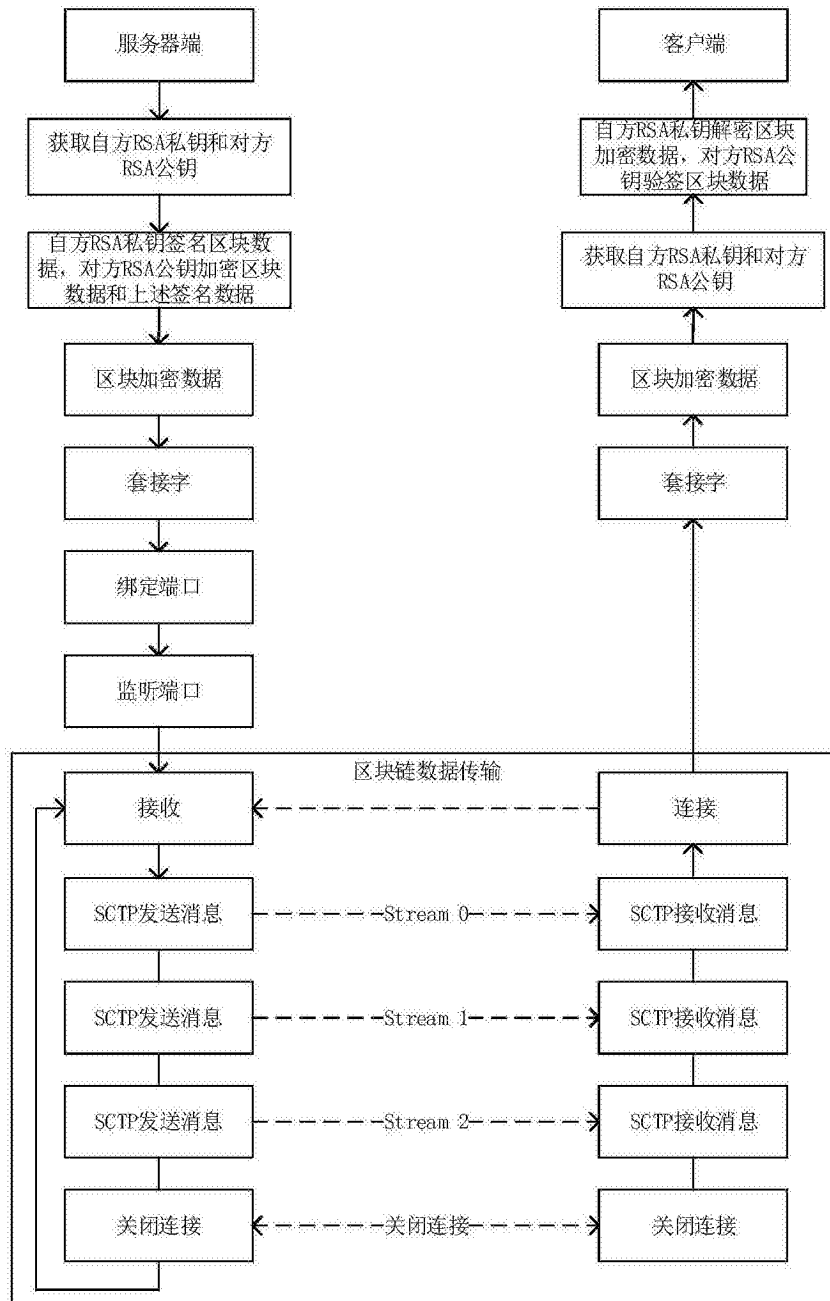 服务器端
客户端
获取自方RSA私钥和对方
RSA公钥
自方RSA私钥解密区块
加密数据，对方RSA公
钥验签区块数据
自方RSA私钥签名区块数
据，对方RSA公钥加密区块
数据和上述签名数据
获取自方RSA私钥和对方
RSA公钥
区块加密数据
区块加密数据
套接字
套接字
绑定端口
监听端口
区块链数据传输
接收
连接
SCTP发送消息
Stream 0
SCTP接收消息
SCTP发送消息
Stream 1
SCTP接收消息
SCTP发送消息
Stream 2
SCTP接收消息
关闭连接
关闭连接
关闭连接